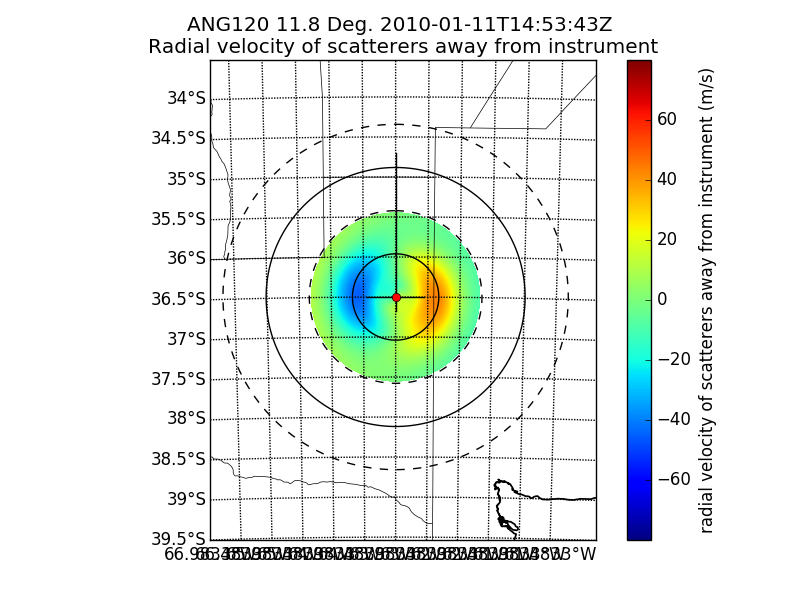 ANG120 11.8 Deg. 2010-01-11T14:53:43Z
Radial velocity of scatterers away from instrument
34°S
34.5°S
35°S
35.5°S
36°S
36.5°S
37°S
37.5°S
38°S
38.5°S
39°S
39.5°S
60
40
20
0
−20
−40
−60
radial velocity of scatterers away from instrument (m/s)